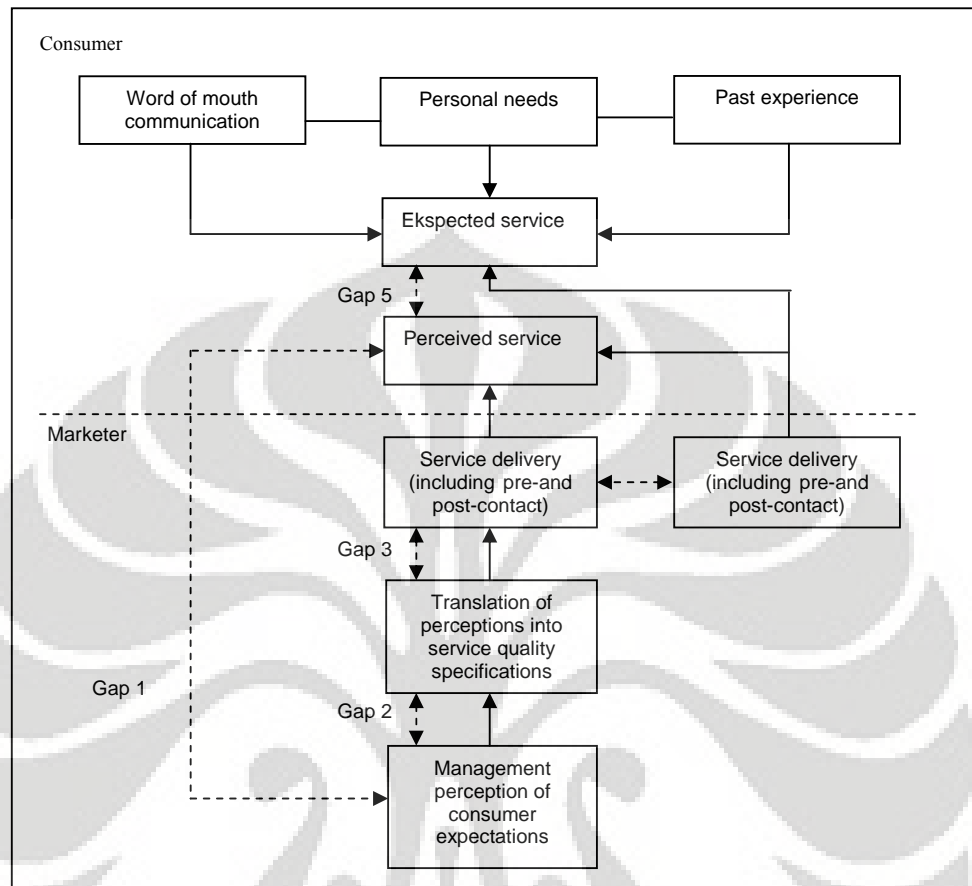 Consumer
Word of mouth
communication
Personal needs
Past experience
Ekspected service
Gap 5
Perceived service
Marketer
Service delivery
(including pre-and
post-contact)
Service delivery
(including pre-and
post-contact)
Gap 3
Translation of
perceptions into
service quality
specifications
Gap 1
Gap 2
Management
perception of
consumer
expectations